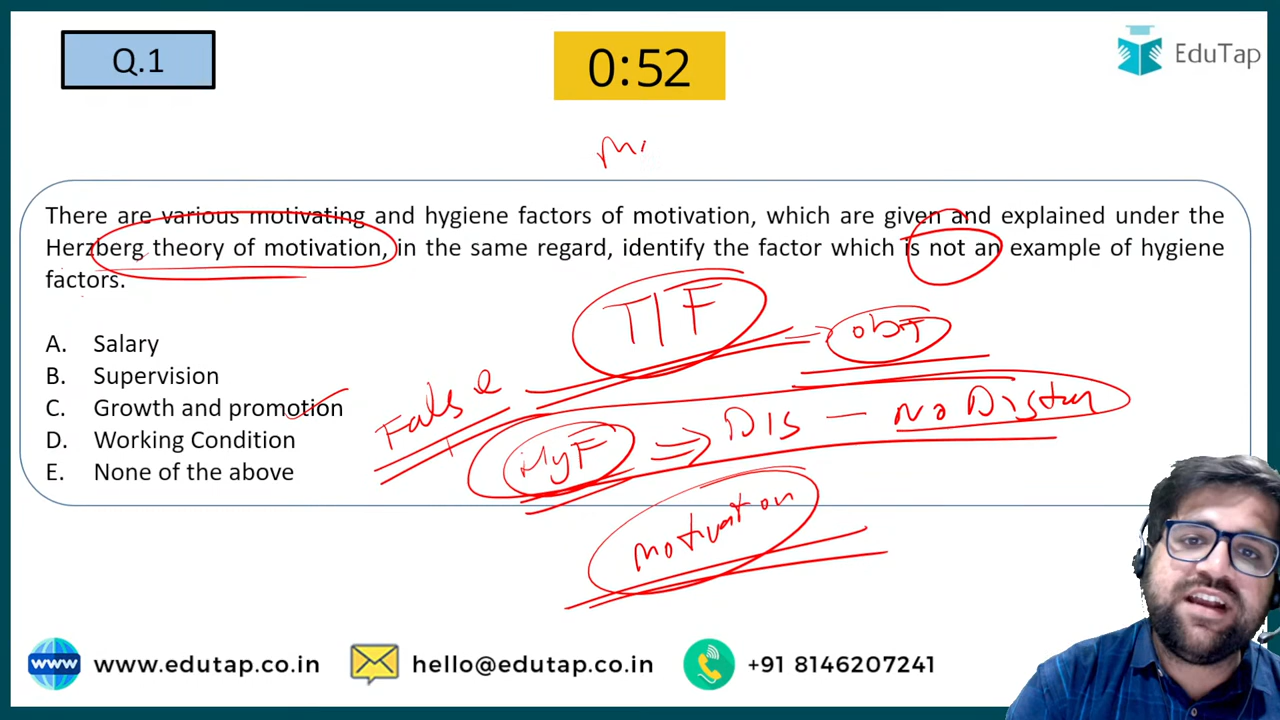 Q.1
0:52
EduTap
There are various motivating and hygiene factors of motivation, which are given and explained under the
Herzberg theory of motivation, in the same regard, identify the factor which is not an example of hygiene
factors.
T/F
obT
A. Salary
B. Supervision
False
C. Growth and promotion
HyF
DIS - No Distur
D. Working Condition
E. None of the above
motivation
www.edutap.co.in
hello@edutap.co.in
+91 8146207241